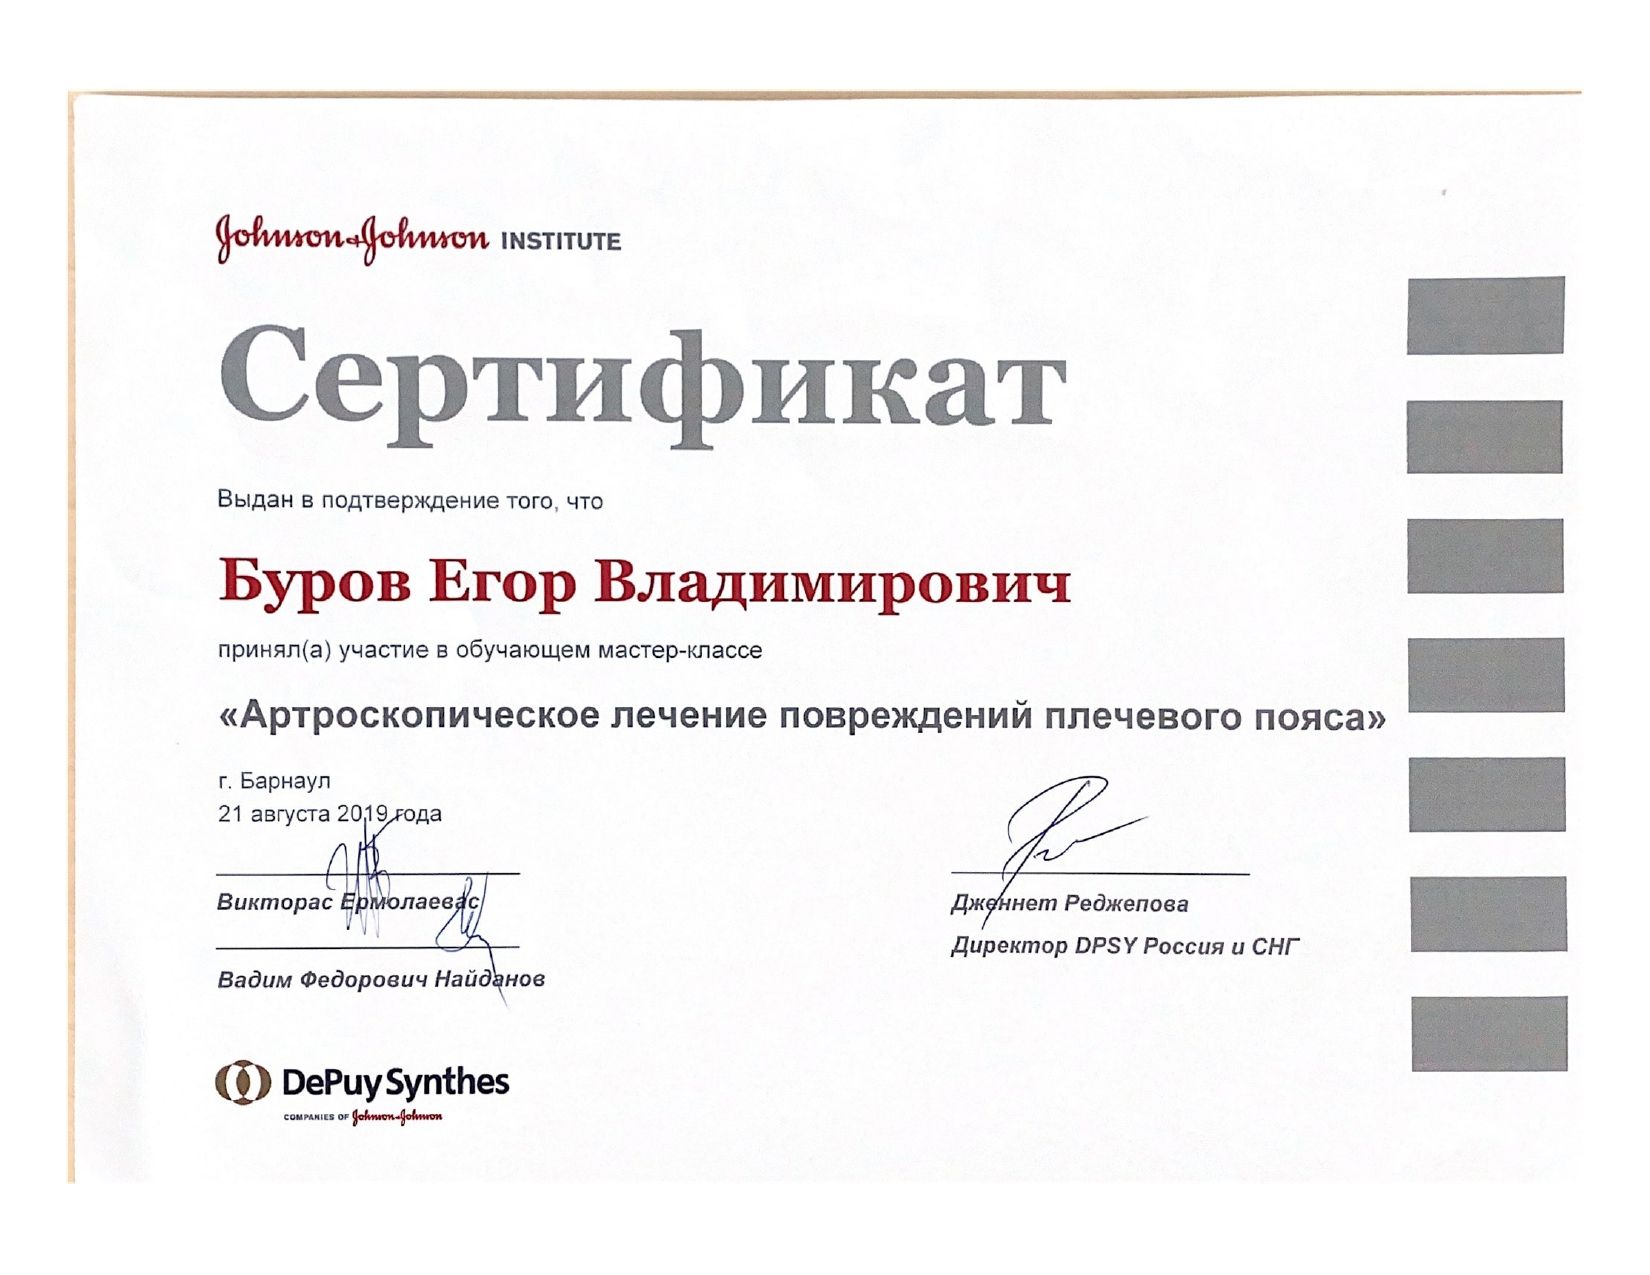 Johnson&Johnson INSTITUTE
Сертификат
Выдан в подтверждение того, что
Буров Егор Владимирович
принял(а) участие в обучающем мастер-классе
«Артроскопическое лечение повреждений плечевого пояса»
г. Барнаул
21 августа 2019 года
Викторас Ермолаевас
Вадим Федорович Найданов
Дженнет Реджепова
Директор DPSY Россия и СНГ
DePuy Synthes
COMPANIES OF Johnson&Johnson